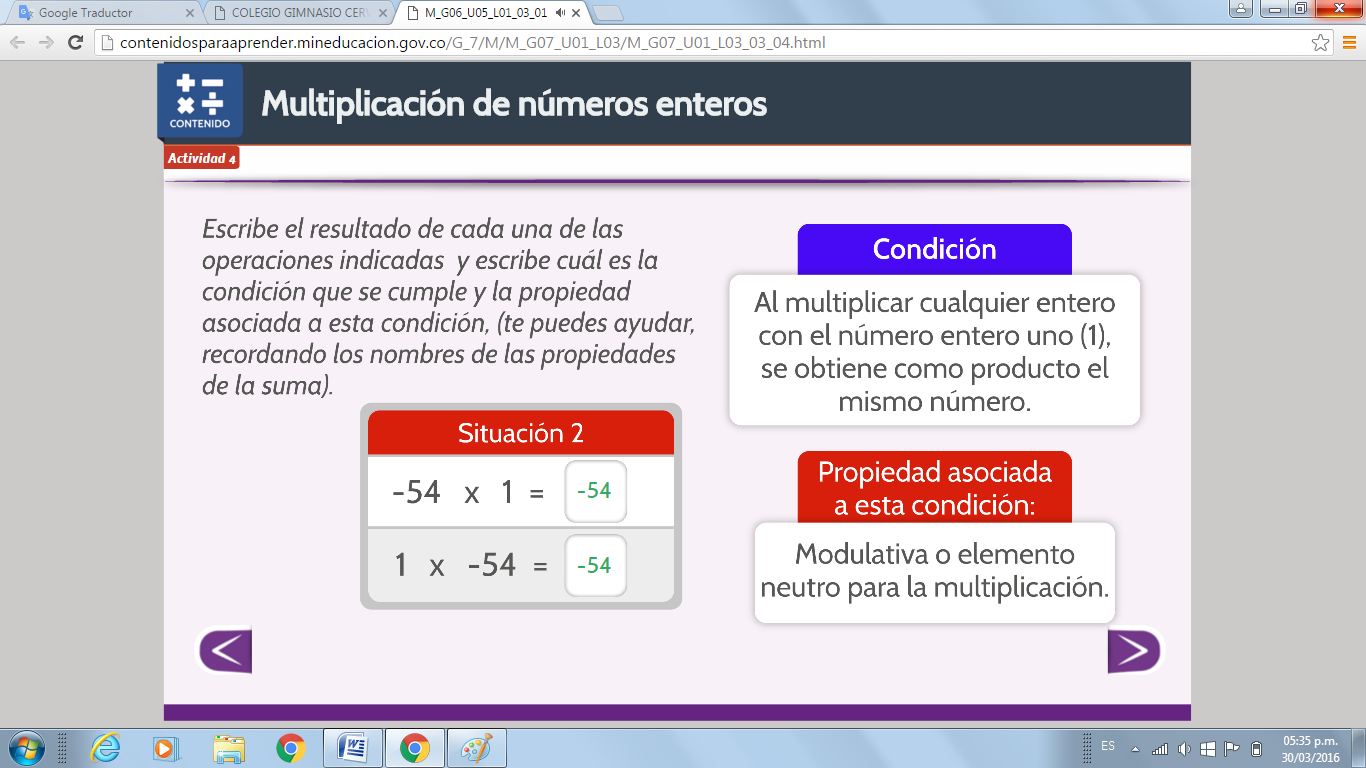 Google Traductor
COLEGIO GIMNASIO CER
M_G06_U05_L01_03_01
contenidosparaaprender.mineducacion.gov.co/G_7/M/M_G07_U01_L03/M_G07_U01_L03_03_04.html
CONTENIDO
Multiplicación de números enteros
Actividad 4
Escribe el resultado de cada una de las
operaciones indicadas y escribe cuál es la
condición que se cumple y la propiedad
asociada a esta condición, (te puedes ayudar,
recordando los nombres de las propiedades
de la suma).
Situación 2
-54 x 1 = -54
1 x -54 = -54
Condición
Al multiplicar cualquier entero
con el número entero uno (1),
se obtiene como producto el
mismo número.
Propiedad asociada
a esta condición:
Modulativa o elemento
neutro para la multiplicación.
ES
05:35 p.m.
30/03/2016